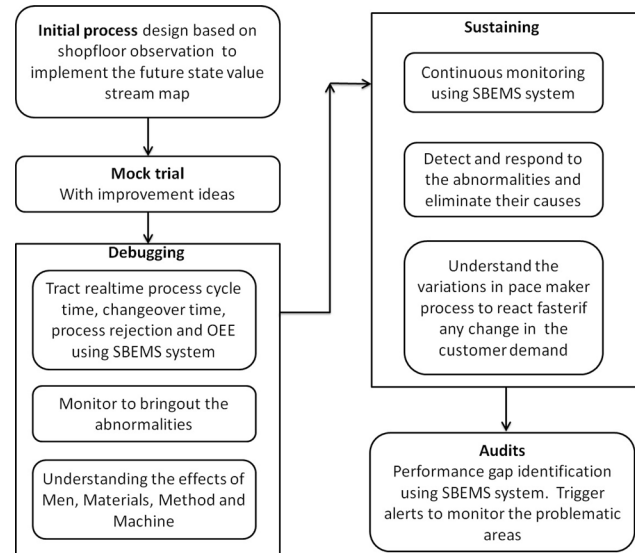 Initial process design based on
shopfloor observation to
implement the future state value
stream map
Mock trial
With improvement ideas
Debugging
Tract realtime process cycle
time, changeover time,
process rejection and OEE
using SBEMS system
Monitor to bringout the
abnormalities
Understanding the effects of
Men, Materials, Method and
Machine
Sustaining
Continuous monitoring
using SBEMS system
Detect and respond to
the abnormalities and
eliminate their causes
Understand the
variations in pace maker
process to react fasterif
any change in the
customer demand
Audits
Performance gap identification
using SBEMS system. Trigger
alerts to monitor the problematic
areas